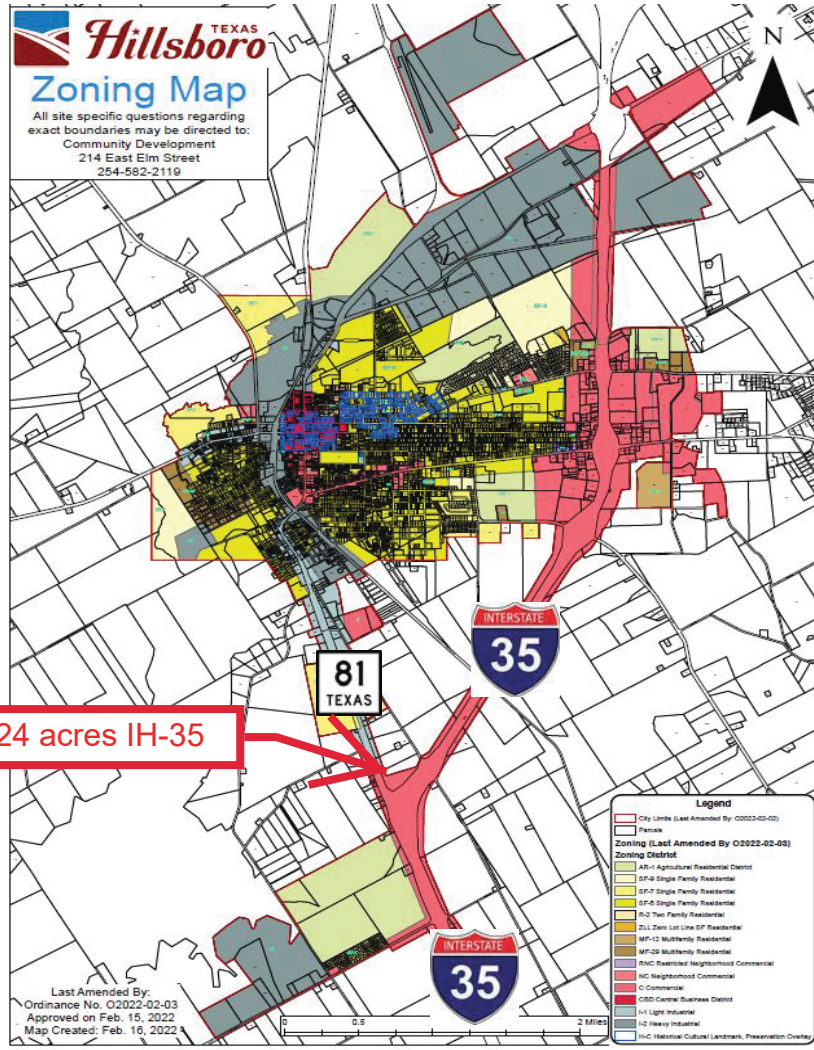 TEXAS
Hillsboro
Zoning Map
All site specific questions regarding
exact boundaries may be directed to:
Community Development
214 East Elm Street
254-582-2119
N
INTERSTATE
35
81
TEXAS
24 acres IH-35
INTERSTATE
35
Legend
City Limits (Last Amended By: O2022-02-02)
Parcels
Zoning (Last Amended By O2022-02-03)
Zoning District
AR-1 Agricultural Residential District
SF-9 Single Family Residential
SF-7 Single Family Residential
SF-5 Single Family Residential
R-2 Two Family Residential
ZLL Zero Lot Line SF Residential
MF-12 Multifamily Residential
MF-29 Multifamily Residential
RNC Restricted Neighborhood Commercial
NC Neighborhood Commercial
C Commercial
CBD Central Business District
I-1 Light Industrial
I-2 Heavy Industrial
H-C Historical Cultural Landmark, Preservation Overlay
Last Amended By:
Ordinance No. O2022-02-03
Approved on Feb. 15, 2022
Map Created: Feb. 16, 2022
0 0.5 1 2 Miles